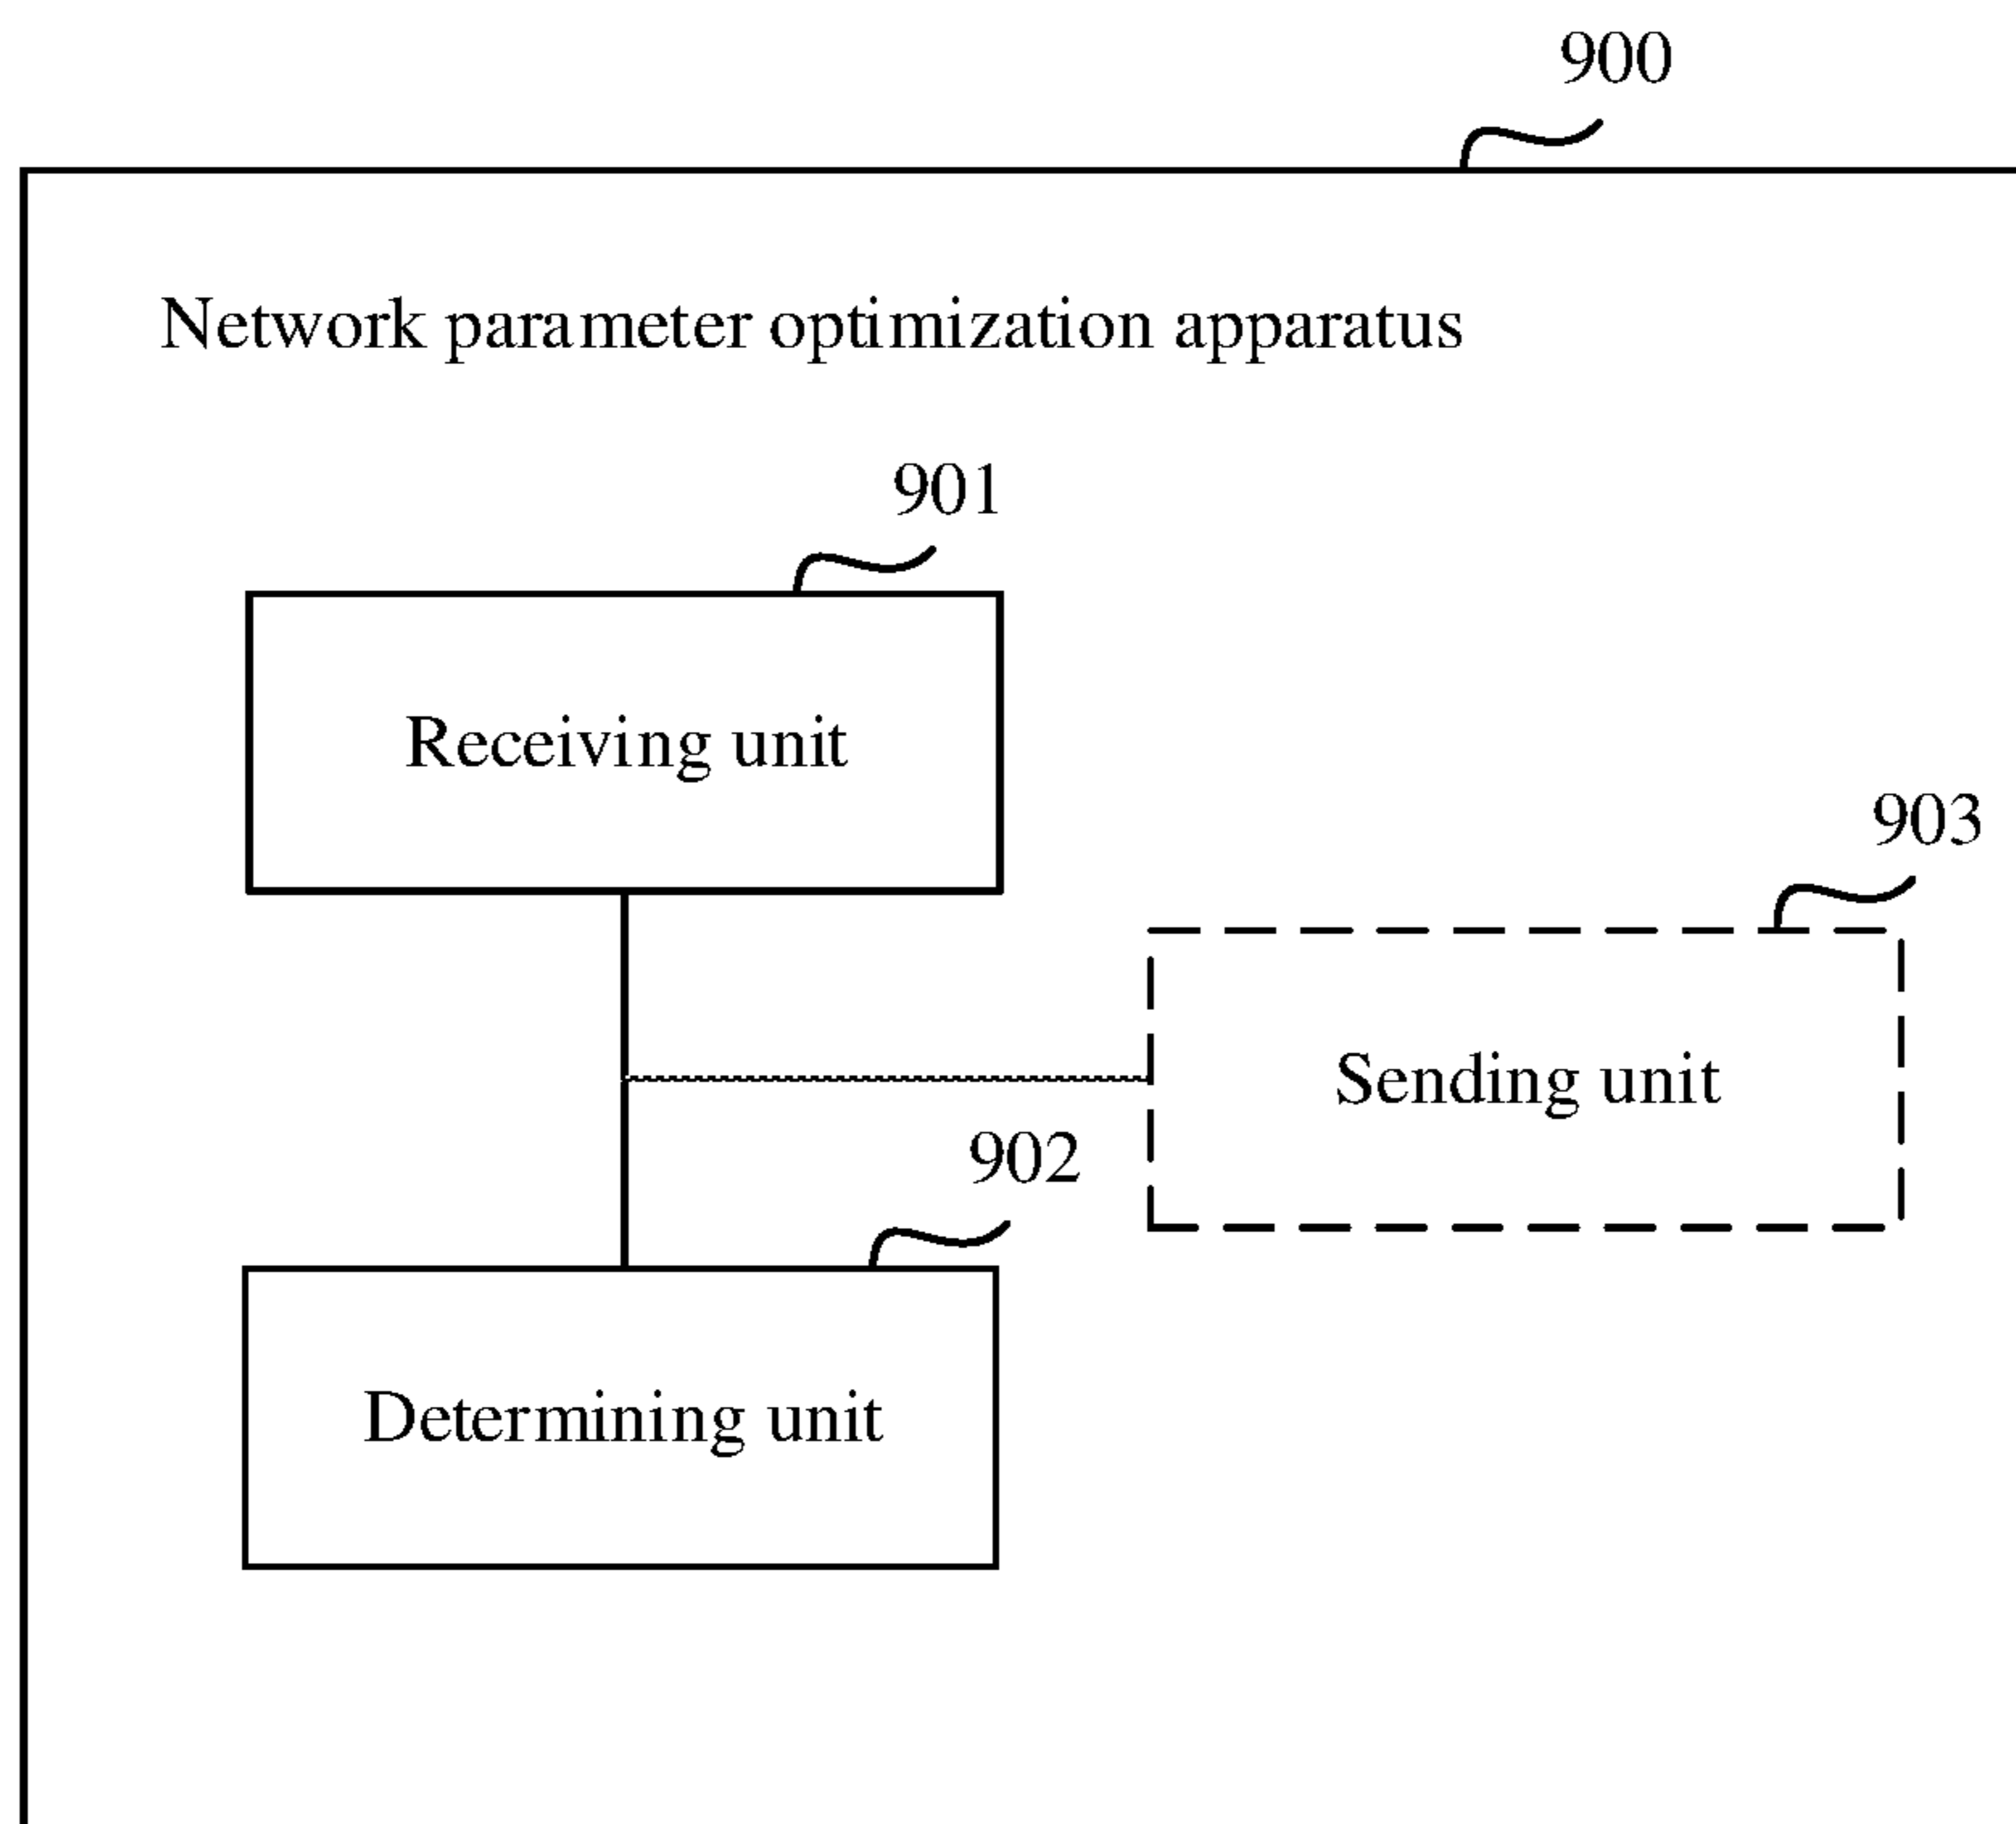 900
Network parameter optimization apparatus
901
Receiving unit
903
Sending unit
902
Determining unit